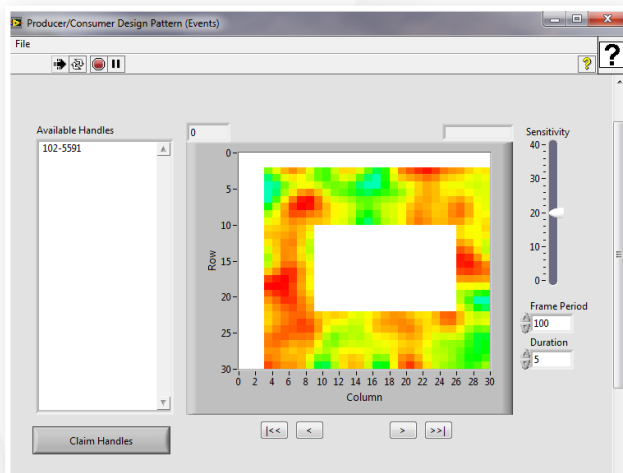 Producer/Consumer Design Pattern (Events)
File
?
?
Available Handles
102-5591
0
Sensitivity
40
30
20
10
0
Row
0
5
10
15
20
25
30
0 2 4 6 8 10 12 14 16 18 20 22 24 26 28 30
Column
Frame Period
100
Duration
5
Claim Handles
|<< < > >>|